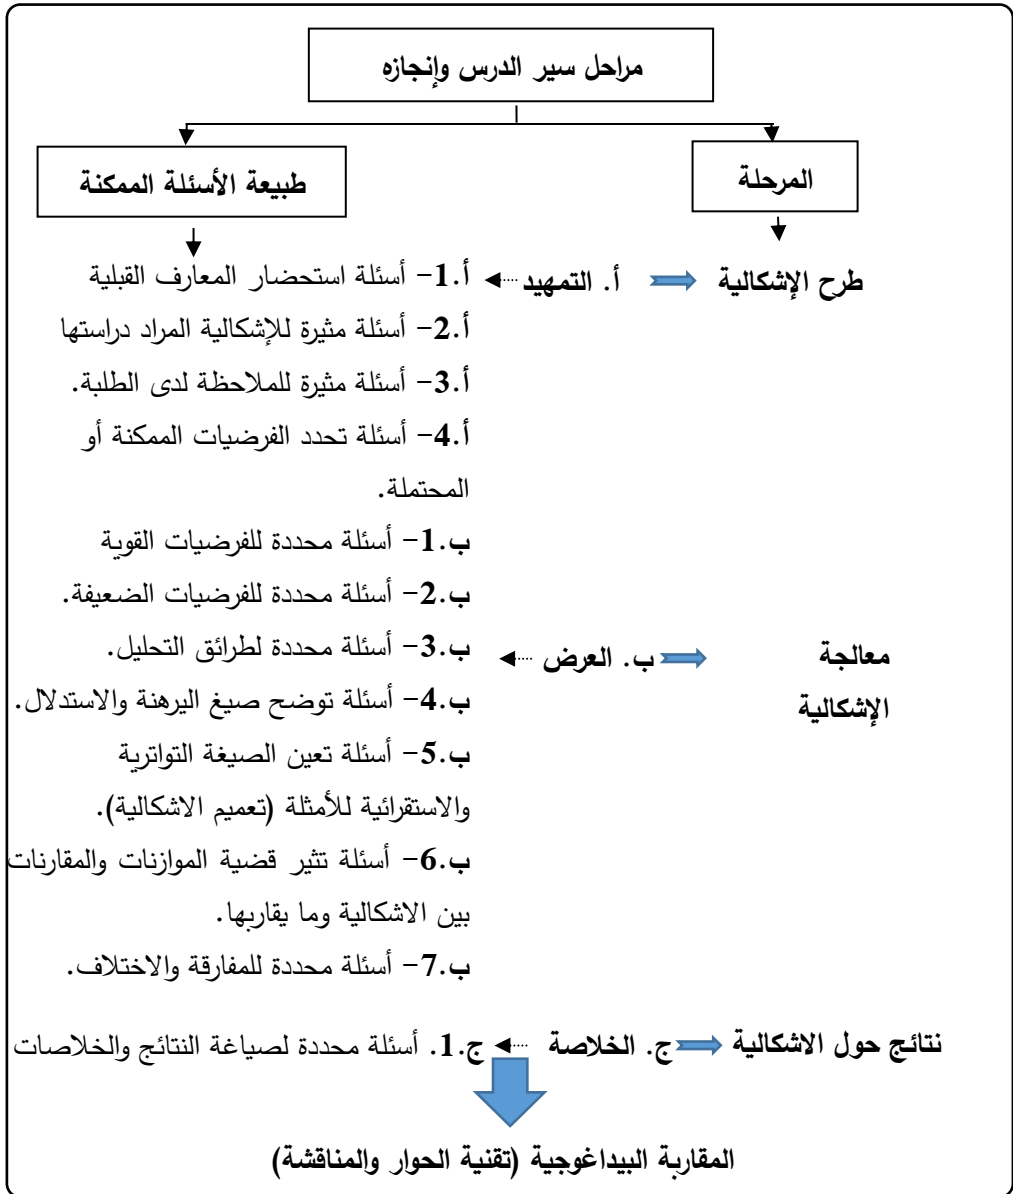 مراحل سير الدرس وإنجازه
المرحلة
طبيعة الأسئلة الممكنة
طرح الإشكالية
أ. التمهيد
أ.1- أسئلة استحضار المعارف القبلية
أ.2- أسئلة مثيرة للإشكالية المراد دراستها
أ.3- أسئلة مثيرة للملاحظة لدى الطلبة.
أ.4- أسئلة تحدد الفرضيات الممكنة أو
المحتملة.
معالجة
الإشكالية
ب. العرض
ب.1- أسئلة محددة للفرضيات القوية
ب.2- أسئلة محددة للفرضيات الضعيفة.
ب.3- أسئلة محددة لطرائق التحليل.
ب.4- أسئلة توضح صيغ اليرهنة والاستدلال.
ب.5- أسئلة تعين الصيغة التواترية
والاستقرائية للأمثلة (تعميم الاشكالية).
ب.6- أسئلة تثير قضية الموازنات والمقارنات
بين الاشكالية وما يقاربها.
ب.7- أسئلة محددة للمفارقة والاختلاف.
نتائج حول الاشكالية
ج. الخلاصة
ج.1. أسئلة محددة لصياغة النتائج والخلاصات
المقاربة البيداغوجية (تقنية الحوار والمناقشة)